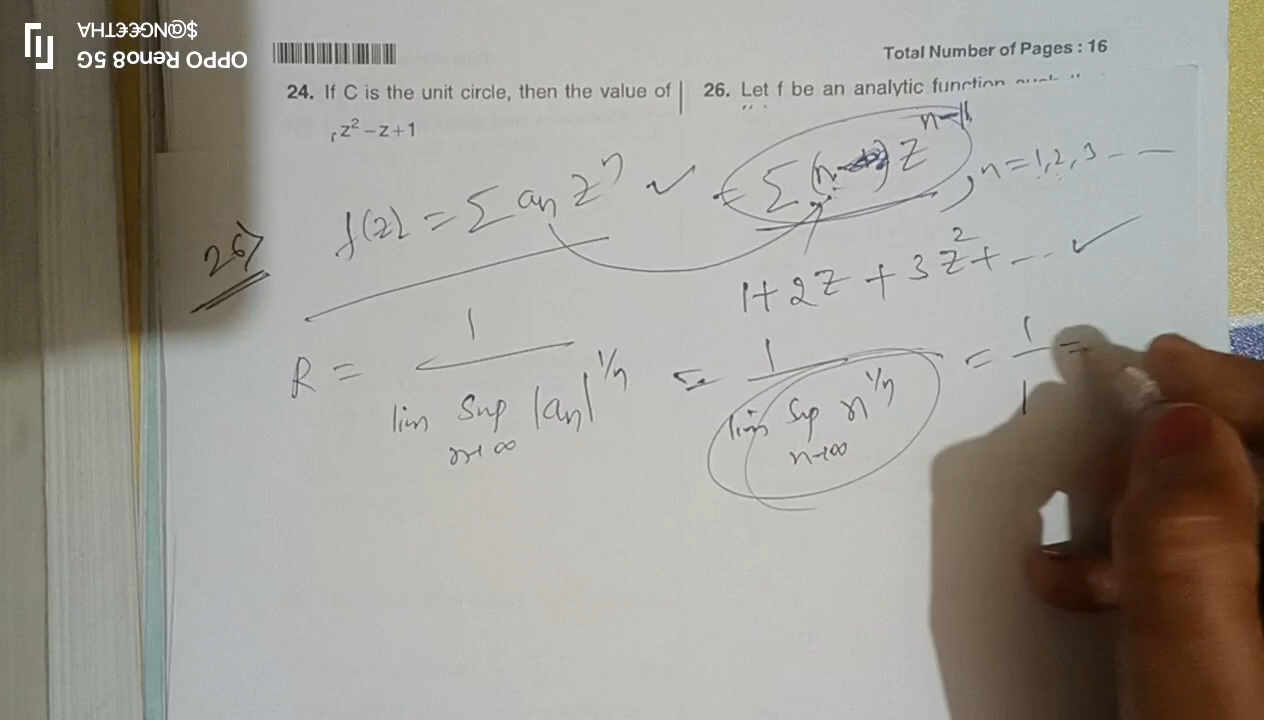 $@NGEETHA
OPPO Reno8 5G
Total Number of Pages : 16
24. If C is the unit circle, then the value of
z² – z + 1
26. Let f be an analytic function
26)
f(z) = Σ aₙ zⁿ ✓ = Σ (n) zⁿ⁻¹, n = 1, 2, 3 ---
1 + 2z + 3z² + --- ✓
R = 1 / lim Sup n→∞ |aₙ|^1/n = 1 / lim Sup n→∞ n^1/n = 1/1 =